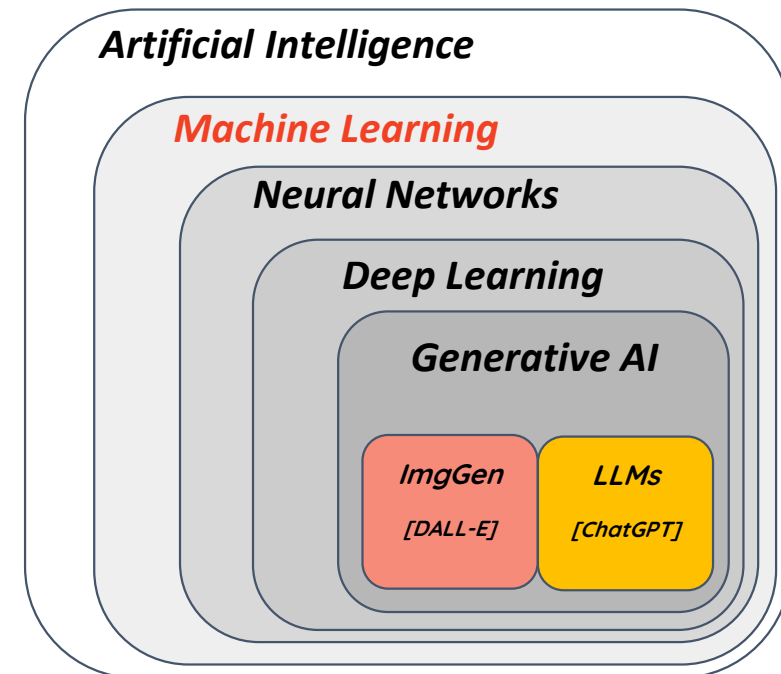 Artificial Intelligence
Machine Learning
Neural Networks
Deep Learning
Generative AI
ImgGen LLMs
[DALL-E] [ChatGPT]